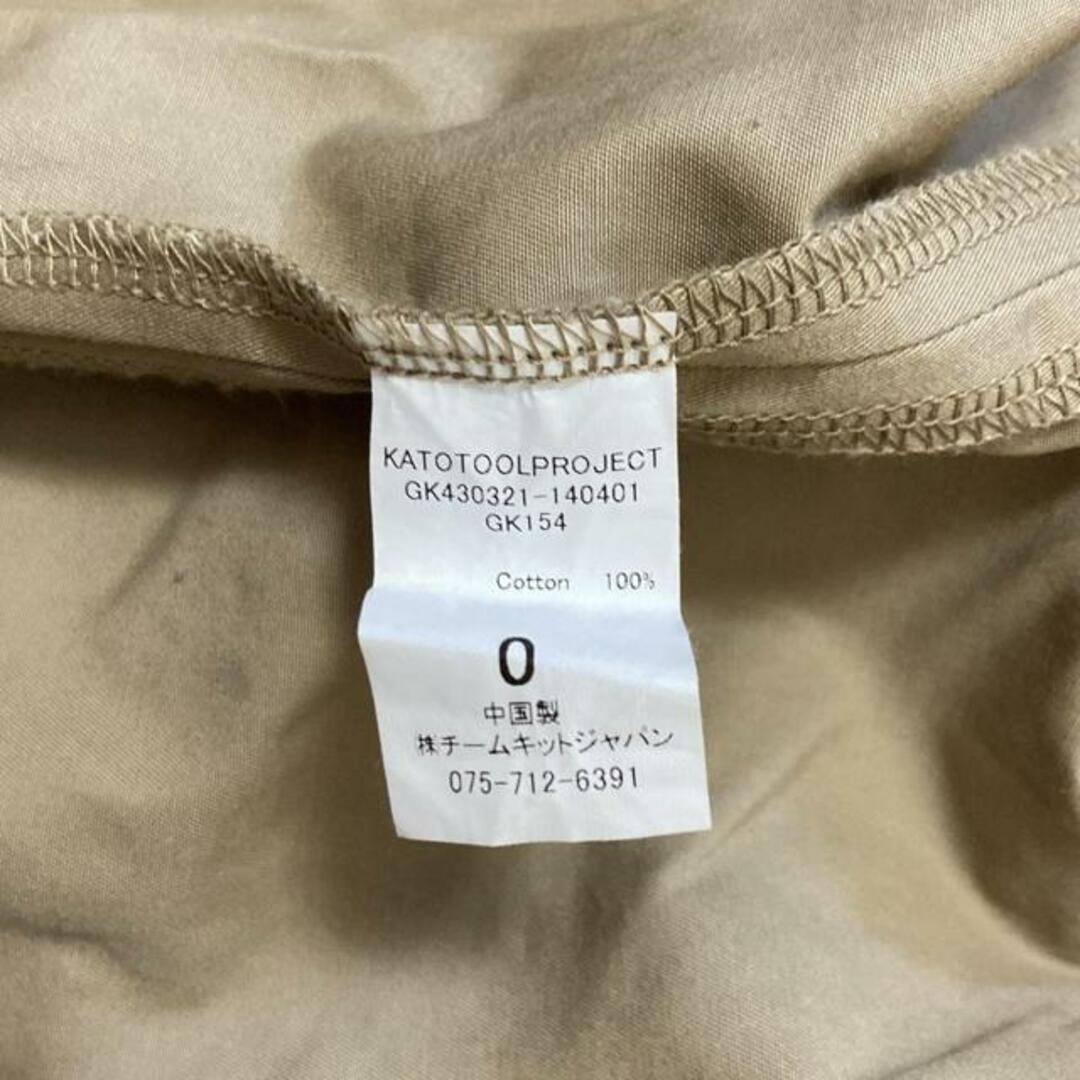 KATOTOOLPROJECT
GK430321-140401
GK154
Cotton 100%
0
中国製
㈱チームキットジャパン
075-712-6391